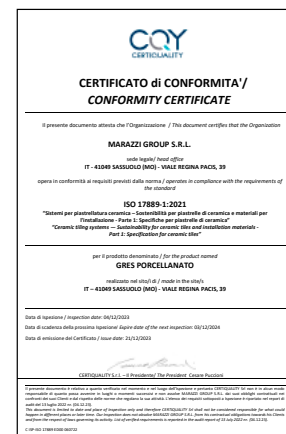 CQY
CERTIQUALITY
CERTIFICATO di CONFORMITA'/
CONFORMITY CERTIFICATE
Il presente documento attesta che l'Organizzazione / This document certifies that the Organization
MARAZZI GROUP S.R.L.
sede legale/ head office
IT - 41049 SASSUOLO (MO) - VIALE REGINA PACIS, 39
opera in conformità ai requisiti previsti dalla norma / operates in compliance with the requirements of
the standard
ISO 17889-1:2021
"Sistemi per piastrellatura ceramica – Sostenibilità per piastrelle di ceramica e materiali per
l'installazione - Parte 1: Specifiche per piastrelle di ceramica"
"Ceramic tiling systems — Sustainability for ceramic tiles and installation materials -
Part 1: Specification for ceramic tiles"
per il prodotto denominato / for the product named
GRES PORCELLANATO
realizzato nel sito/i di / made in the site/s
IT – 41049 SASSUOLO (MO) - VIALE REGINA PACIS, 39
Data di Ispezione / Inspection date: 04/12/2023
Data di scadenza della prossima Ispezione/ Expire date of the next inspection: 03/12/2024
Data di emissione del Certificato / Issue date: 21/12/2023
CERTIQUALITY S.r.l. – Il Presidente/ The President Cesare Puccioni